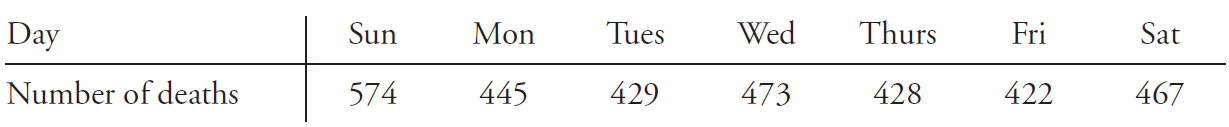 Day Sun Mon Tues Wed Thurs Fri Sat
Number of deaths 574 445 429 473 428 422 467